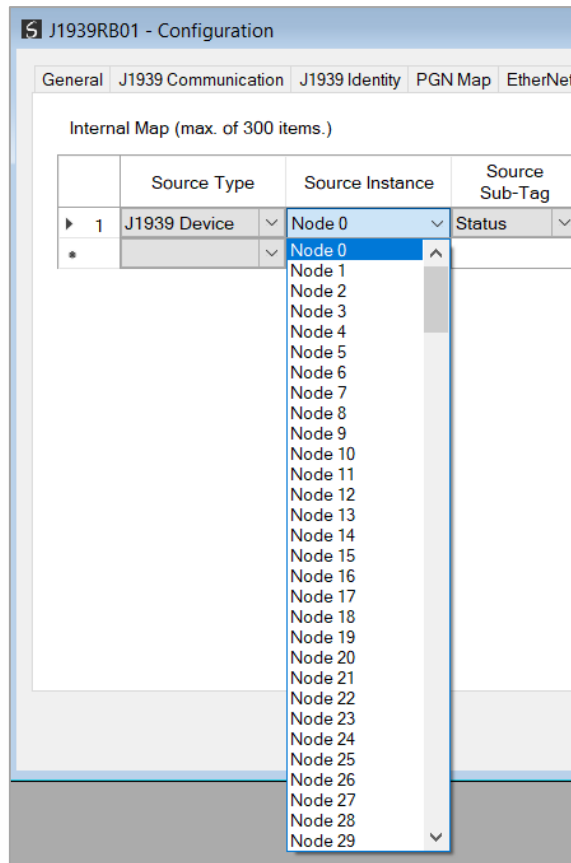 J1939RB01 - Configuration
General J1939 Communication J1939 Identity PGN Map EtherNet
Internal Map (max. of 300 items.)
Source Type Source Instance Source Sub-Tag
1 J1939 Device Node 0 Status
Node 0
Node 1
Node 2
Node 3
Node 4
Node 5
Node 6
Node 7
Node 8
Node 9
Node 10
Node 11
Node 12
Node 13
Node 14
Node 15
Node 16
Node 17
Node 18
Node 19
Node 20
Node 21
Node 22
Node 23
Node 24
Node 25
Node 26
Node 27
Node 28
Node 29